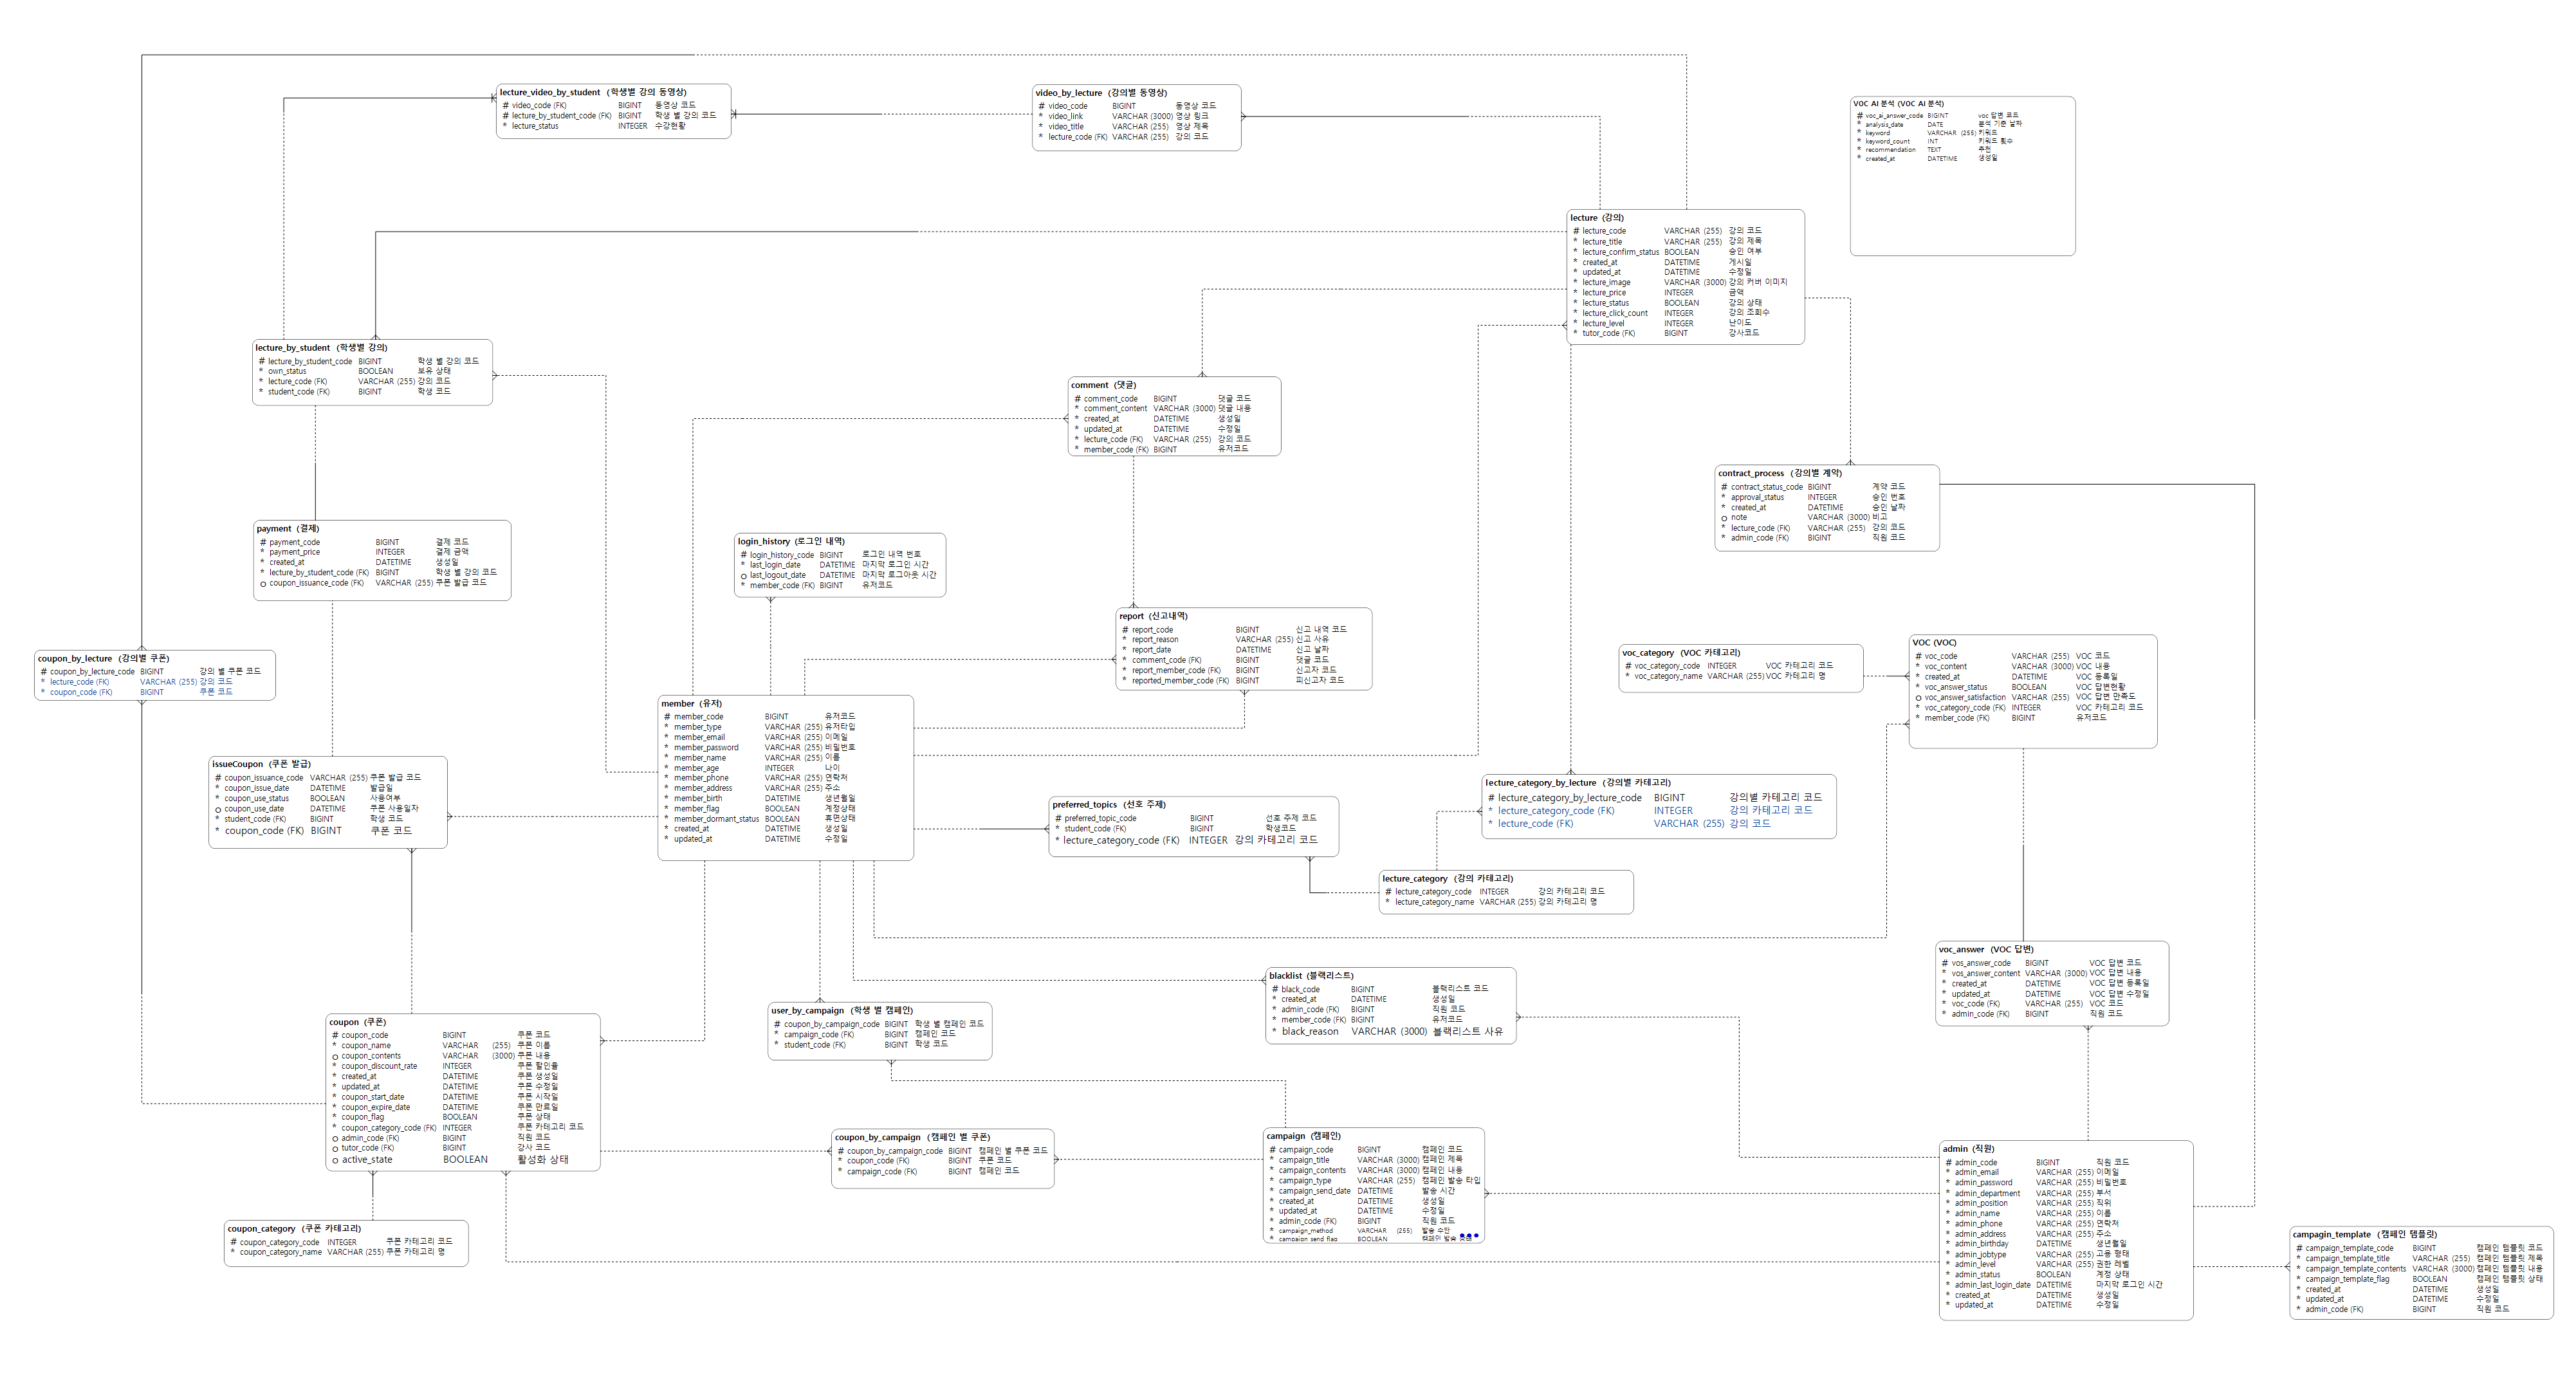 lecture_video_by_student (학생별 강의 동영상)
# video_code (FK) BIGINT 동영상 코드
# lecture_by_student_code (FK) BIGINT 학생 별 강의 코드
* lecture_status INTEGER 수강현황
video_by_lecture (강의별 동영상)
# video_code BIGINT 동영상 코드
* video_link VARCHAR (3000) 영상 링크
* video_title VARCHAR (255) 영상 제목
* lecture_code (FK) VARCHAR (255) 강의 코드
VOC AI 분석 (VOC AI 분석)
# voc_ai_answer_code BIGINT voc 답변 코드
* analysis_date DATE 분석 기준 날짜
* keyword VARCHAR (255) 키워드
* keyword_count INT 키워드 횟수
* recommendation TEXT 추천
* created_at DATETIME 생성일
lecture (강의)
# lecture_code VARCHAR (255) 강의 코드
* lecture_title VARCHAR (255) 강의 제목
* lecture_confirm_status BOOLEAN 승인 여부
* created_at DATETIME 게시일
* updated_at DATETIME 수정일
* lecture_image VARCHAR (3000) 강의 커버 이미지
* lecture_price INTEGER 금액
* lecture_status BOOLEAN 강의 상태
* lecture_click_count INTEGER 강의 조회수
* lecture_level INTEGER 난이도
* tutor_code (FK) BIGINT 강사코드
lecture_by_student (학생별 강의)
# lecture_by_student_code BIGINT 학생 별 강의 코드
* own_status BOOLEAN 보유 상태
* lecture_code (FK) VARCHAR (255) 강의 코드
* student_code (FK) BIGINT 학생 코드
comment (댓글)
# comment_code BIGINT 댓글 코드
* comment_content VARCHAR (3000) 댓글 내용
* created_at DATETIME 생성일
* updated_at DATETIME 수정일
* lecture_code (FK) VARCHAR (255) 강의 코드
* member_code (FK) BIGINT 유저코드
contract_process (강의별 계약)
# contract_status_code BIGINT 계약 코드
* approval_status INTEGER 승인 번호
* created_at DATETIME 승인 날짜
o note VARCHAR (3000) 비고
* lecture_code (FK) VARCHAR (255) 강의 코드
* admin_code (FK) BIGINT 직원 코드
payment (결제)
# payment_code BIGINT 결제 코드
* payment_price INTEGER 결제 금액
* created_at DATETIME 생성일
* lecture_by_student_code (FK) BIGINT 학생 별 강의 코드
o coupon_issuance_code (FK) VARCHAR (255) 쿠폰 발급 코드
login_history (로그인 내역)
# login_history_code BIGINT 로그인 내역 번호
* last_login_date DATETIME 마지막 로그인 시간
o last_logout_date DATETIME 마지막 로그아웃 시간
* member_code (FK) BIGINT 유저코드
report (신고내역)
# report_code BIGINT 신고 내역 코드
* report_reason VARCHAR (255) 신고 사유
* report_date DATETIME 신고 날짜
* comment_code (FK) BIGINT 댓글 코드
* report_member_code (FK) BIGINT 신고자 코드
* reported_member_code (FK) BIGINT 피신고자 코드
coupon_by_lecture (강의별 쿠폰)
# coupon_by_lecture_code BIGINT 강의 별 쿠폰 코드
* lecture_code (FK) VARCHAR (255) 강의 코드
* coupon_code (FK) BIGINT 쿠폰 코드
voc_category (VOC 카테고리)
# voc_category_code INTEGER VOC 카테고리 코드
* voc_category_name VARCHAR (255) VOC 카테고리 명
VOC (VOC)
# voc_code VARCHAR (255) VOC 코드
* voc_content VARCHAR (3000) VOC 내용
* created_at DATETIME VOC 등록일
* voc_answer_status BOOLEAN VOC 답변현황
o voc_answer_satisfaction VARCHAR (255) VOC 답변 만족도
* voc_category_code (FK) INTEGER VOC 카테고리 코드
* member_code (FK) BIGINT 유저코드
member (유저)
# member_code BIGINT 유저코드
* member_type VARCHAR (255) 유저타입
* member_email VARCHAR (255) 이메일
* member_password VARCHAR (255) 비밀번호
* member_name VARCHAR (255) 이름
* member_age INTEGER 나이
* member_phone VARCHAR (255) 연락처
* member_address VARCHAR (255) 주소
* member_birth DATETIME 생년월일
* member_flag BOOLEAN 계정상태
* member_dormant_status BOOLEAN 휴면상태
* created_at DATETIME 생성일
* updated_at DATETIME 수정일
issueCoupon (쿠폰 발급)
# coupon_issuance_code VARCHAR (255) 쿠폰 발급 코드
* coupon_issue_date DATETIME 발급일
* coupon_use_status BOOLEAN 사용여부
o coupon_use_date DATETIME 쿠폰 사용일자
* student_code (FK) BIGINT 학생 코드
* coupon_code (FK) BIGINT 쿠폰 코드
preferred_topics (선호 주제)
# preferred_topic_code BIGINT 선호 주제 코드
* student_code (FK) BIGINT 학생코드
* lecture_category_code (FK) INTEGER 강의 카테고리 코드
lecture_category_by_lecture (강의별 카테고리)
# lecture_category_by_lecture_code BIGINT 강의별 카테고리 코드
* lecture_category_code (FK) INTEGER 강의 카테고리 코드
* lecture_code (FK) VARCHAR (255) 강의 코드
lecture_category (강의 카테고리)
# lecture_category_code INTEGER 강의 카테고리 코드
* lecture_category_name VARCHAR (255) 강의 카테고리 명
voc_answer (VOC 답변)
# vos_answer_code BIGINT VOC 답변 코드
* vos_answer_content VARCHAR (3000) VOC 답변 내용
* created_at DATETIME VOC 답변 등록일
* updated_at DATETIME VOC 답변 수정일
* voc_code (FK) VARCHAR (255) VOC 코드
* admin_code (FK) BIGINT 직원 코드
blacklist (블랙리스트)
# black_code BIGINT 블랙리스트 코드
* created_at DATETIME 생성일
* admin_code (FK) BIGINT 직원 코드
* member_code (FK) BIGINT 유저코드
* black_reason VARCHAR (3000) 블랙리스트 사유
user_by_campaign (학생 별 캠페인)
# coupon_by_campaign_code BIGINT 학생 별 캠페인 코드
* campaign_code (FK) BIGINT 캠페인 코드
* student_code (FK) BIGINT 학생 코드
coupon (쿠폰)
# coupon_code BIGINT 쿠폰 코드
* coupon_name VARCHAR (255) 쿠폰 이름
o coupon_contents VARCHAR (3000) 쿠폰 내용
* coupon_discount_rate INTEGER 쿠폰 할인율
* created_at DATETIME 쿠폰 생성일
* updated_at DATETIME 쿠폰 수정일
* coupon_start_date DATETIME 쿠폰 시작일
* coupon_expire_date DATETIME 쿠폰 만료일
* coupon_flag BOOLEAN 쿠폰 상태
* coupon_category_code (FK) INTEGER 쿠폰 카테고리 코드
o admin_code (FK) BIGINT 직원 코드
o tutor_code (FK) BIGINT 강사 코드
o active_state BOOLEAN 활성화 상태
coupon_by_campaign (캠페인 별 쿠폰)
# coupon_by_campaign_code BIGINT 캠페인 별 쿠폰 코드
* coupon_code (FK) BIGINT 쿠폰 코드
* campaign_code (FK) BIGINT 캠페인 코드
campaign (캠페인)
# campaign_code BIGINT 캠페인 코드
* campaign_title VARCHAR (3000) 캠페인 제목
* campaign_contents VARCHAR (3000) 캠페인 내용
* campaign_type VARCHAR (255) 캠페인 발송 타입
* campaign_send_date DATETIME 발송 시간
* created_at DATETIME 생성일
* updated_at DATETIME 수정일
* admin_code (FK) BIGINT 직원 코드
* campaign_method VARCHAR (255) 발송 수단
* campaign_send_flag BOOLEAN 캠페인 발송
admin (직원)
# admin_code BIGINT 직원 코드
* admin_email VARCHAR (255) 이메일
* admin_password VARCHAR (255) 비밀번호
* admin_department VARCHAR (255) 부서
* admin_position VARCHAR (255) 직위
* admin_name VARCHAR (255) 이름
* admin_phone VARCHAR (255) 연락처
* admin_address VARCHAR (255) 주소
* admin_birthday DATETIME 생년월일
* admin_jobtype VARCHAR (255) 고용 형태
* admin_level VARCHAR (255) 권한 레벨
* admin_status BOOLEAN 계정 상태
* admin_last_login_date DATETIME 마지막 로그인 시간
* created_at DATETIME 생성일
* updated_at DATETIME 수정일
coupon_category (쿠폰 카테고리)
# coupon_category_code INTEGER 쿠폰 카테고리 코드
* coupon_category_name VARCHAR (255) 쿠폰 카테고리 명
campagin_template (캠페인 템플릿)
# campaign_template_code BIGINT 캠페인 템플릿 코드
* campaign_template_title VARCHAR (255) 캠페인 템플릿 제목
* campaign_template_contents VARCHAR (3000) 캠페인 템플릿 내용
* campaign_template_flag BOOLEAN 캠페인 템플릿 상태
* created_at DATETIME 생성일
* updated_at DATETIME 수정일
* admin_code (FK) BIGINT 직원 코드